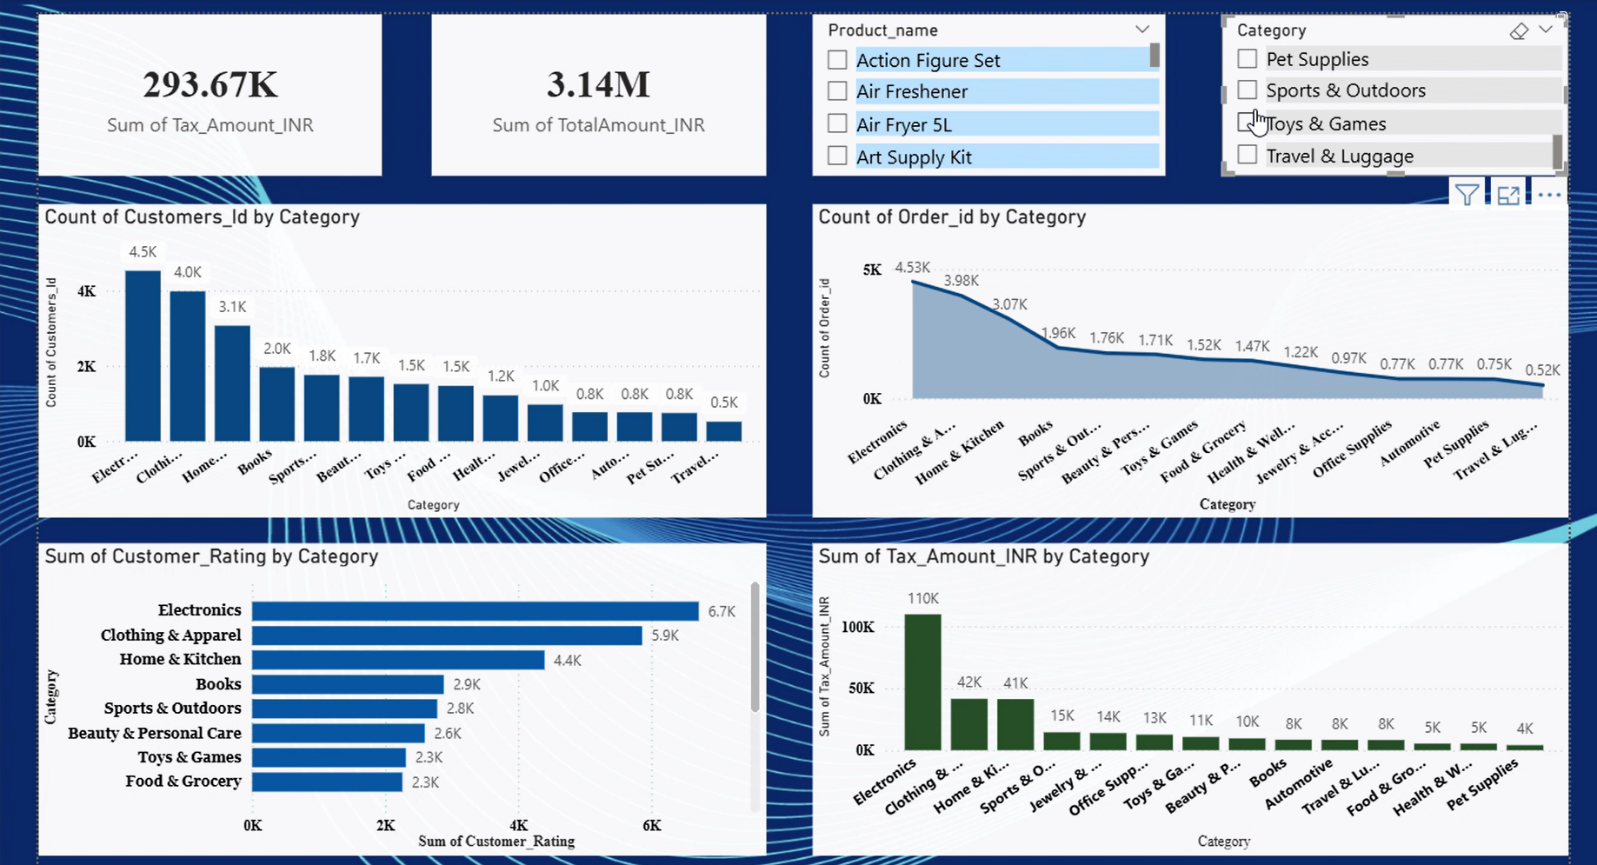 293.67K
Sum of Tax_Amount_INR
3.14M
Sum of TotalAmount_INR
Product_name
Action Figure Set
Air Freshener
Air Fryer 5L
Art Supply Kit
Category
Pet Supplies
Sports & Outdoors
Toys & Games
Travel & Luggage
Count of Customers_Id by Category
Count of Customers_Id
4K
2K
0K
4.5K
4.0K
3.1K
2.0K
1.8K
1.7K
1.5K
1.5K
1.2K
1.0K
0.8K
0.8K
0.8K
0.5K
Electr...
Clothi...
Home...
Books
Sports...
Beaut...
Toys ...
Food ...
Healt...
Jewel...
Office...
Auto...
Pet Su...
Travel...
Category
Count of Order_id by Category
Count of Order_id
5K
0K
4.53K
3.98K
3.07K
1.96K
1.76K
1.71K
1.52K
1.47K
1.22K
0.97K
0.77K
0.77K
0.75K
0.52K
Electronics
Clothing & A...
Home & Kitchen
Books
Sports & Out...
Beauty & Pers...
Toys & Games
Food & Grocery
Health & Well...
Jewelry & Acc...
Office Supplies
Automotive
Pet Supplies
Travel & Lug...
Category
Sum of Customer_Rating by Category
Category
Electronics
6.7K
Clothing & Apparel
5.9K
Home & Kitchen
4.4K
Books
2.9K
Sports & Outdoors
2.8K
Beauty & Personal Care
2.6K
Toys & Games
2.3K
Food & Grocery
2.3K
0K
2K
4K
6K
Sum of Customer_Rating
Sum of Tax_Amount_INR by Category
Sum of Tax_Amount_INR
100K
50K
0K
110K
42K
41K
15K
14K
13K
11K
10K
8K
8K
8K
5K
5K
4K
Electronics
Clothing & ...
Home & Ki...
Sports & O...
Jewelry & ...
Office Supp...
Toys & Ga...
Beauty & P...
Books
Automotive
Travel & Lu...
Food & Gro...
Health & W...
Pet Supplies
Category